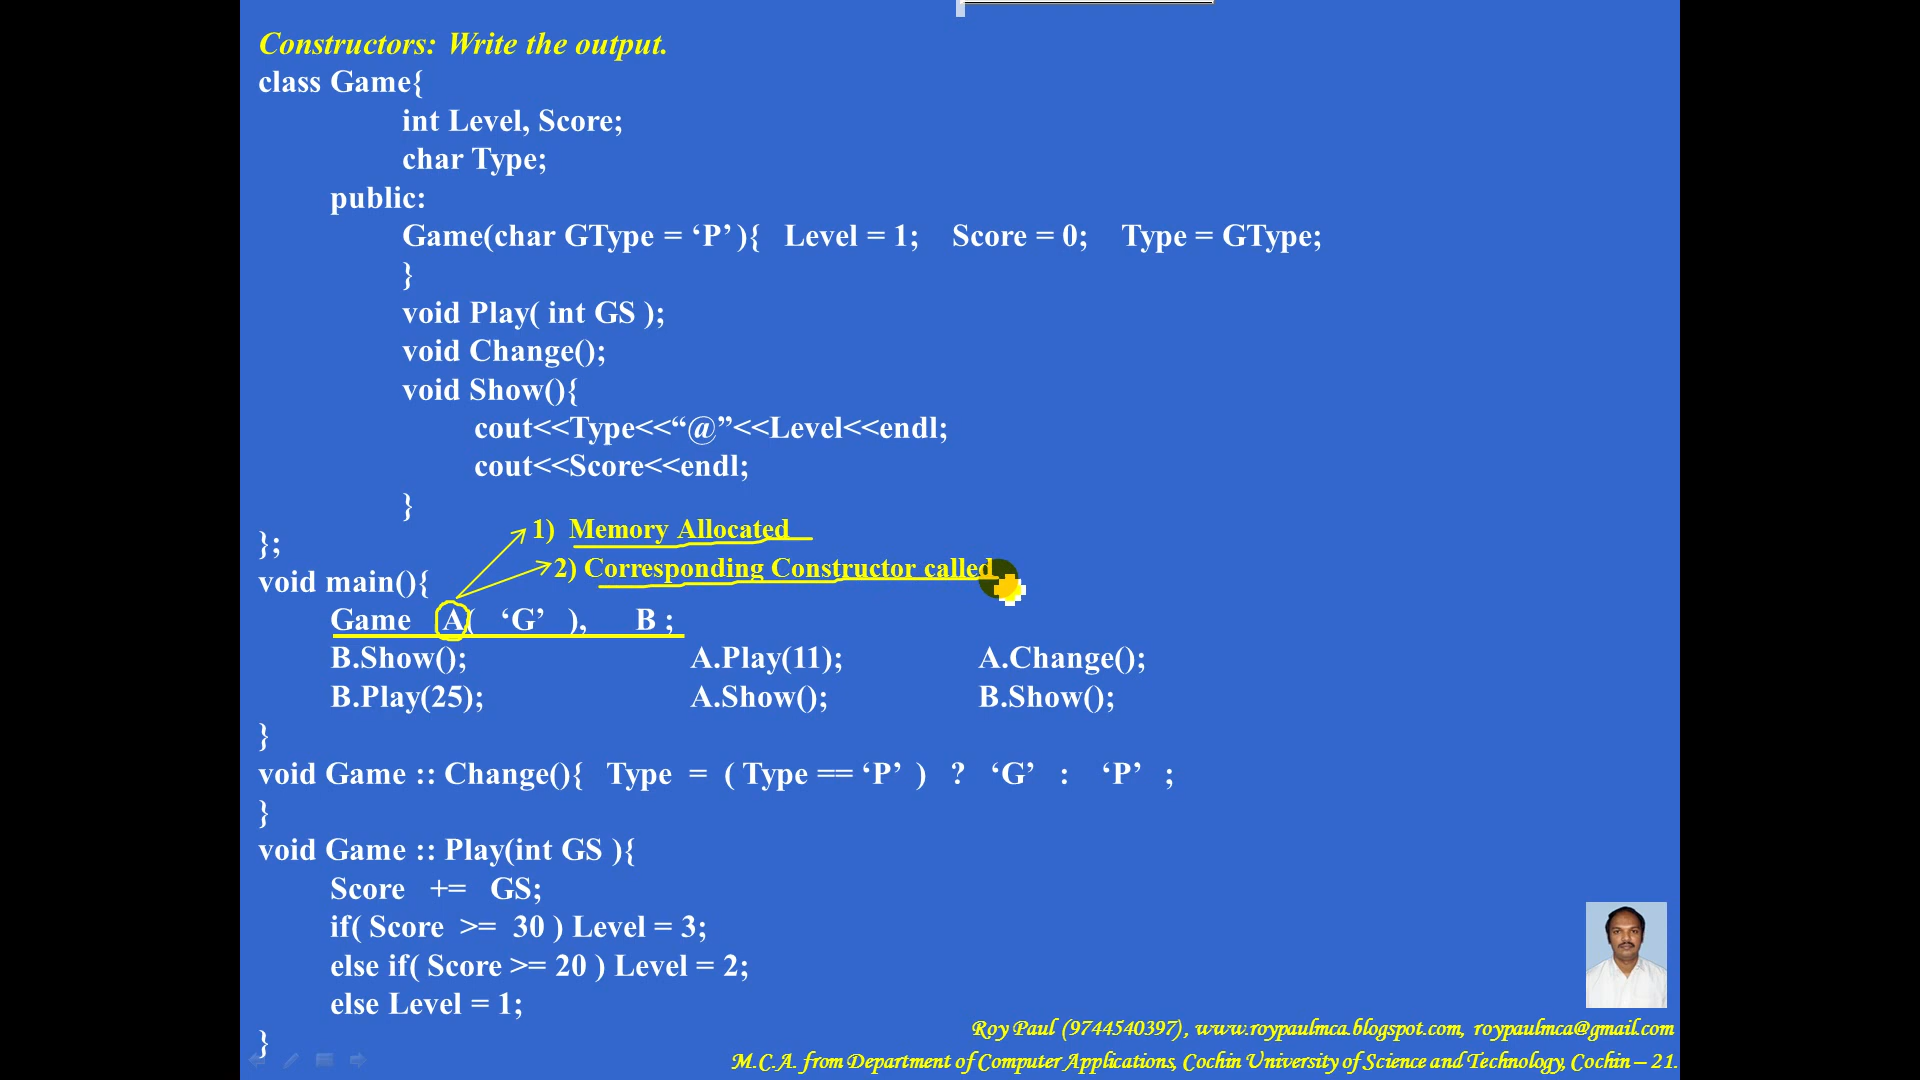 Constructors: Write the output.
class Game{
int Level, Score;
char Type;
public:
Game(char GType = ‘P’ ){ Level = 1; Score = 0; Type = GType;
}
void Play( int GS );
void Change();
void Show(){
cout<<Type<<“@”<<Level<<endl;
cout<<Score<<endl;
}
};
1) Memory Allocated
2) Corresponding Constructor called
void main(){
Game A( ‘G’ ), B ;
B.Show(); A.Play(11); A.Change();
B.Play(25); A.Show(); B.Show();
}
void Game :: Change(){ Type = ( Type == ‘P’ ) ? ‘G’ : ‘P’ ;
}
void Game :: Play(int GS ){
Score += GS;
if( Score >= 30 ) Level = 3;
else if( Score >= 20 ) Level = 2;
else Level = 1;
}
Roy Paul (9744540397), www.roypaulmca.blogspot.com, roypaulmca@gmail.com
M.C.A. from Department of Computer Applications, Cochin University of Science and Technology, Cochin – 21.